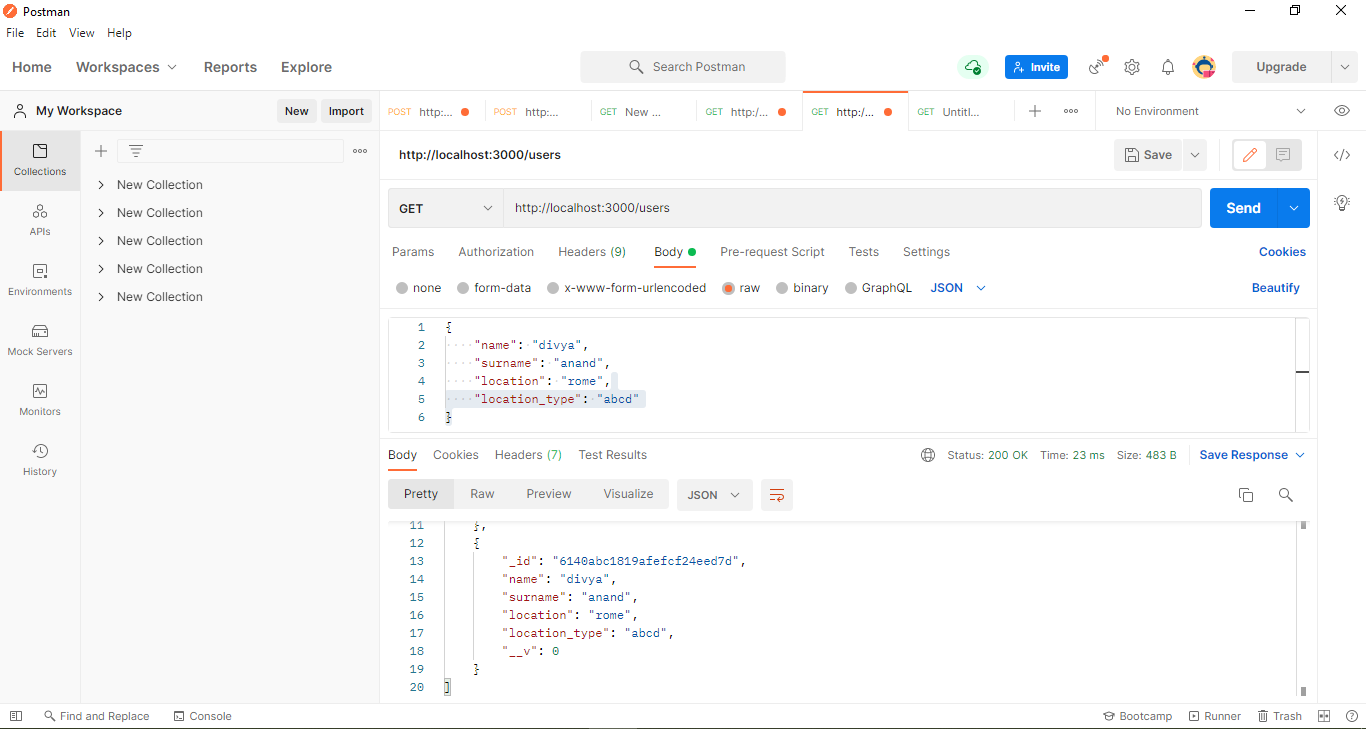 Postman
File Edit View Help
Home Workspaces Reports Explore Search Postman Invite Upgrade
My Workspace New Import POST http:... POST http:... GET New ... GET http:/... GET http:/... GET Untitl... No Environment
Collections
APIs
Environments
Mock Servers
Monitors
History
New Collection
New Collection
New Collection
New Collection
New Collection
http://localhost:3000/users Save
GET http://localhost:3000/users Send
Params Authorization Headers (9) Body Pre-request Script Tests Settings Cookies
none form-data x-www-form-urlencoded raw binary GraphQL JSON Beautify
1 {
2 "name": "divya",
3 "surname": "anand",
4 "location": "rome",
5 "location_type": "abcd"
6 }
Body Cookies Headers (7) Test Results Status: 200 OK Time: 23 ms Size: 483 B Save Response
Pretty Raw Preview Visualize JSON
11 },
12 {
13 "_id": "6140abc1819afefcf24eed7d",
14 "name": "divya",
15 "surname": "anand",
16 "location": "rome",
17 "location_type": "abcd",
18 "__v": 0
19 }
20 ]
Find and Replace Console Bootcamp Runner Trash